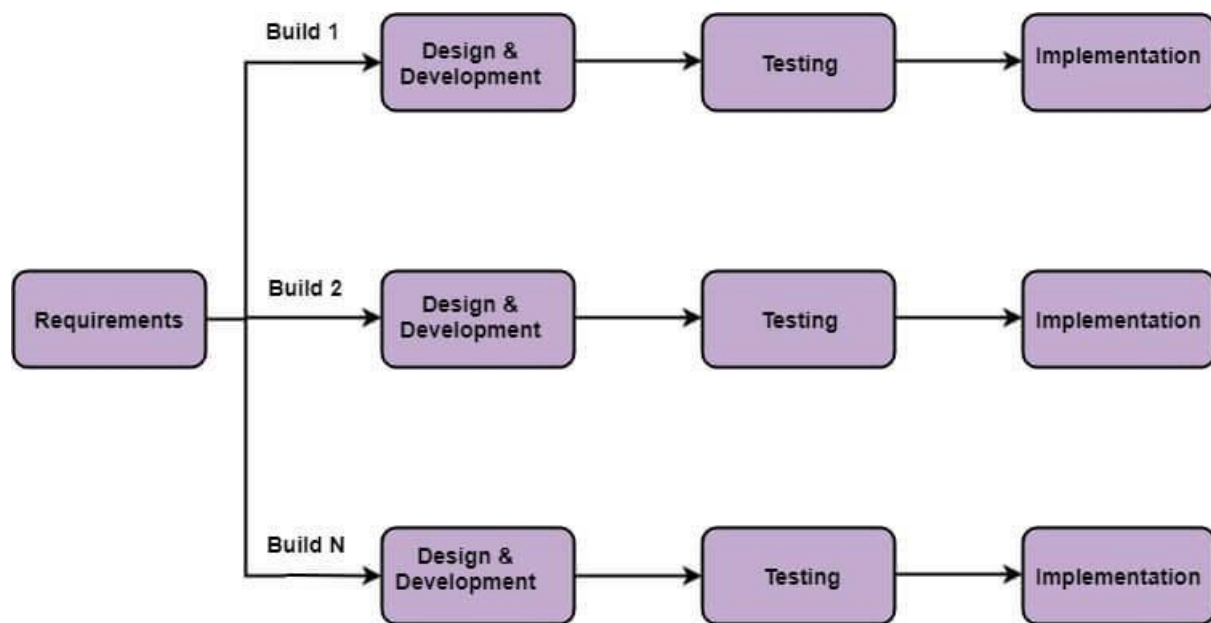 Build 1
Design &
Development
Testing
Implementation
Requirements
Build 2
Design &
Development
Testing
Implementation
Build N
Design &
Development
Testing
Implementation